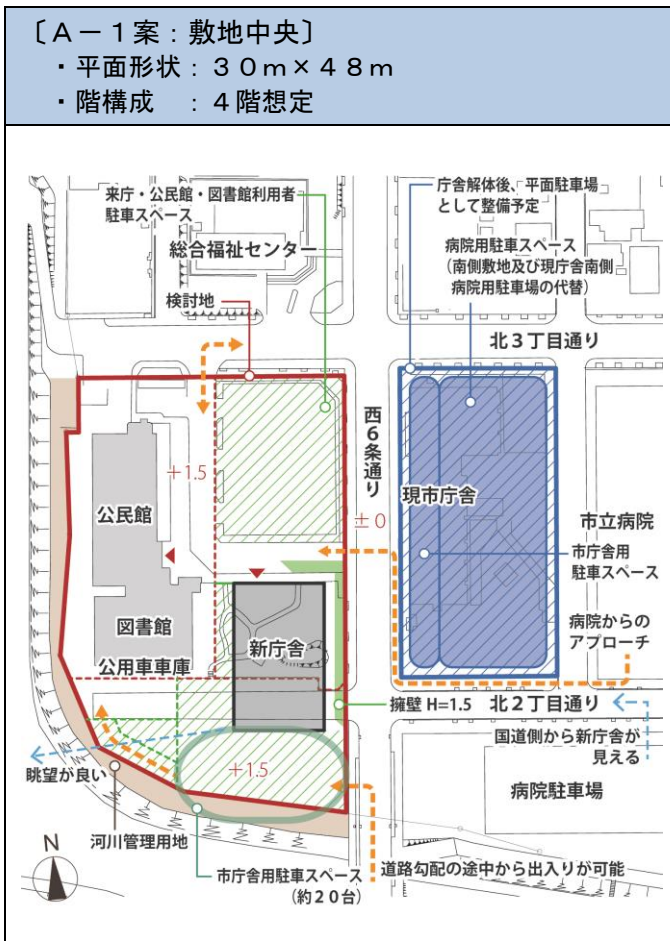 〔A－1案：敷地中央〕
・平面形状：30m×48m
・階構成　：4階想定
来庁・公民館・図書館利用者
駐車スペース
総合福祉センター
検討地
庁舎解体後、平面駐車場
として整備予定
病院用駐車スペース
（南側敷地及び現庁舎南側
病院用駐車場の代替）
北3丁目通り
西6条通り
＋1.5
±0
公民館
現市庁舎
市立病院
市庁舎用
駐車スペース
図書館
新庁舎
病院からの
アプローチ
公用車車庫
擁壁 H=1.5
北2丁目通り
国道側から新庁舎が
見える
＋1.5
眺望が良い
病院駐車場
N
河川管理用地
市庁舎用駐車スペース
（約20台）
道路勾配の途中から出入りが可能